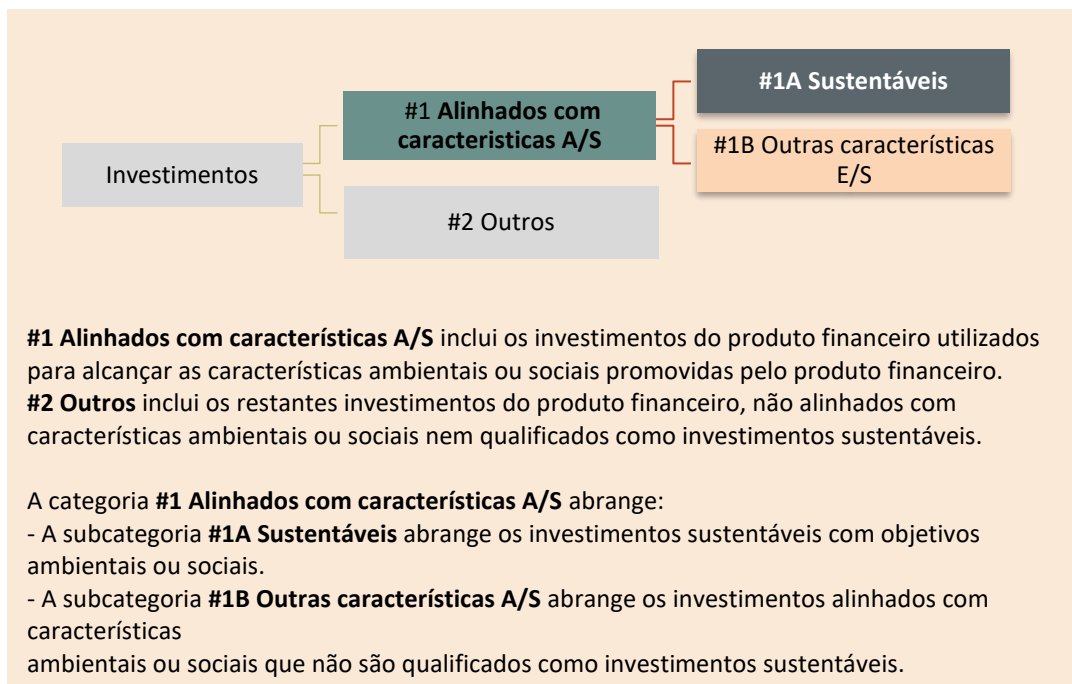 #1A Sustentáveis
#1 Alinhados com
caracteristicas A/S
#1B Outras características
E/S
Investimentos
#2 Outros
#1 Alinhados com características A/S inclui os investimentos do produto financeiro utilizados
para alcançar as características ambientais ou sociais promovidas pelo produto financeiro.
#2 Outros inclui os restantes investimentos do produto financeiro, não alinhados com
características ambientais ou sociais nem qualificados como investimentos sustentáveis.
A categoria #1 Alinhados com características A/S abrange:
- A subcategoria #1A Sustentáveis abrange os investimentos sustentáveis com objetivos
ambientais ou sociais.
- A subcategoria #1B Outras características A/S abrange os investimentos alinhados com
características
ambientais ou sociais que não são qualificados como investimentos sustentáveis.